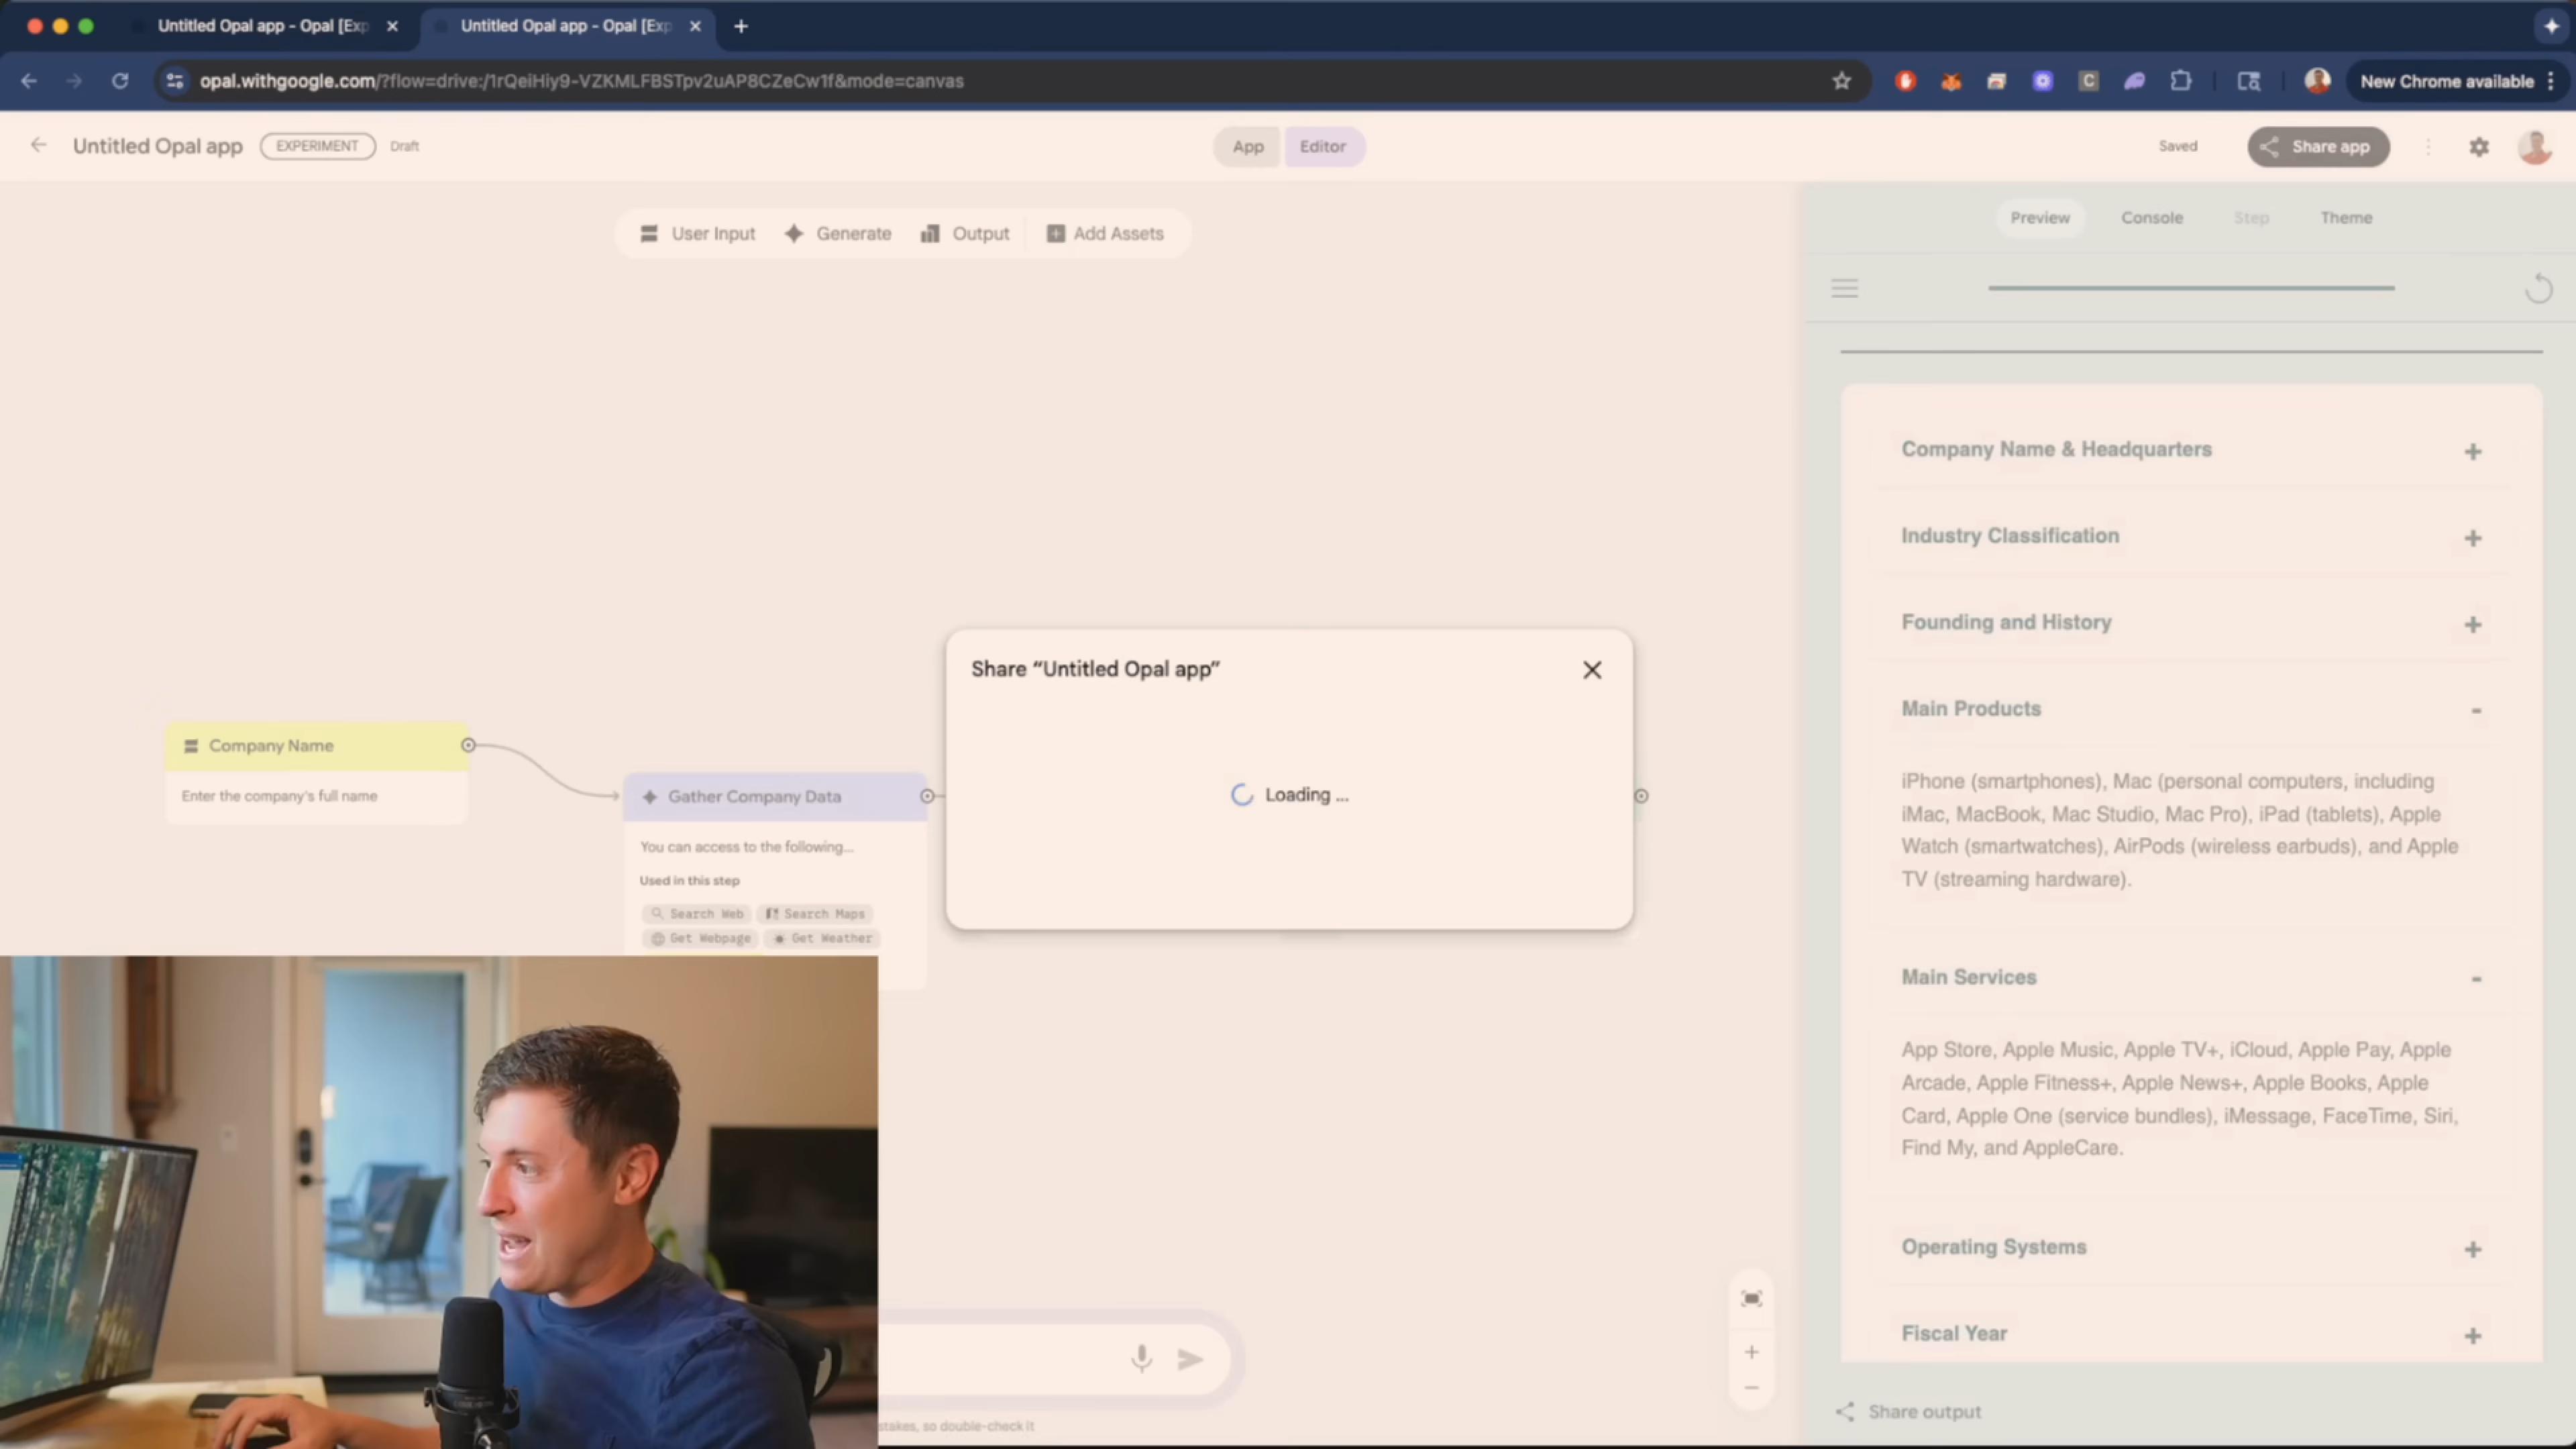 Untitled Opal app - Opal [Exp
Untitled Opal app - Opal [Exp
opal.withgoogle.com/?flow=drive:/1rQeiHiy9-VZKMLFBSTpv2uAP8CZeCw1f&mode=canvas
New Chrome available
Untitled Opal app
EXPERIMENT
Draft
App
Editor
Saved
Share app
User Input
Generate
Output
Add Assets
Preview
Console
Step
Theme
Company Name & Headquarters
Industry Classification
Founding and History
Main Products
iPhone (smartphones), Mac (personal computers, including
iMac, MacBook, Mac Studio, Mac Pro), iPad (tablets), Apple
Watch (smartwatches), AirPods (wireless earbuds), and Apple
TV (streaming hardware).
Main Services
App Store, Apple Music, Apple TV+, iCloud, Apple Pay, Apple
Arcade, Apple Fitness+, Apple News+, Apple Books, Apple
Card, Apple One (service bundles), iMessage, FaceTime, Siri,
Find My, and AppleCare.
Operating Systems
Fiscal Year
Share output
Share “Untitled Opal app”
Loading ...
Company Name
Enter the company's full name
Gather Company Data
You can access to the following...
Used in this step
Search Web
Search Maps
Get Webpage
Get Weather
stakes, so double-check it